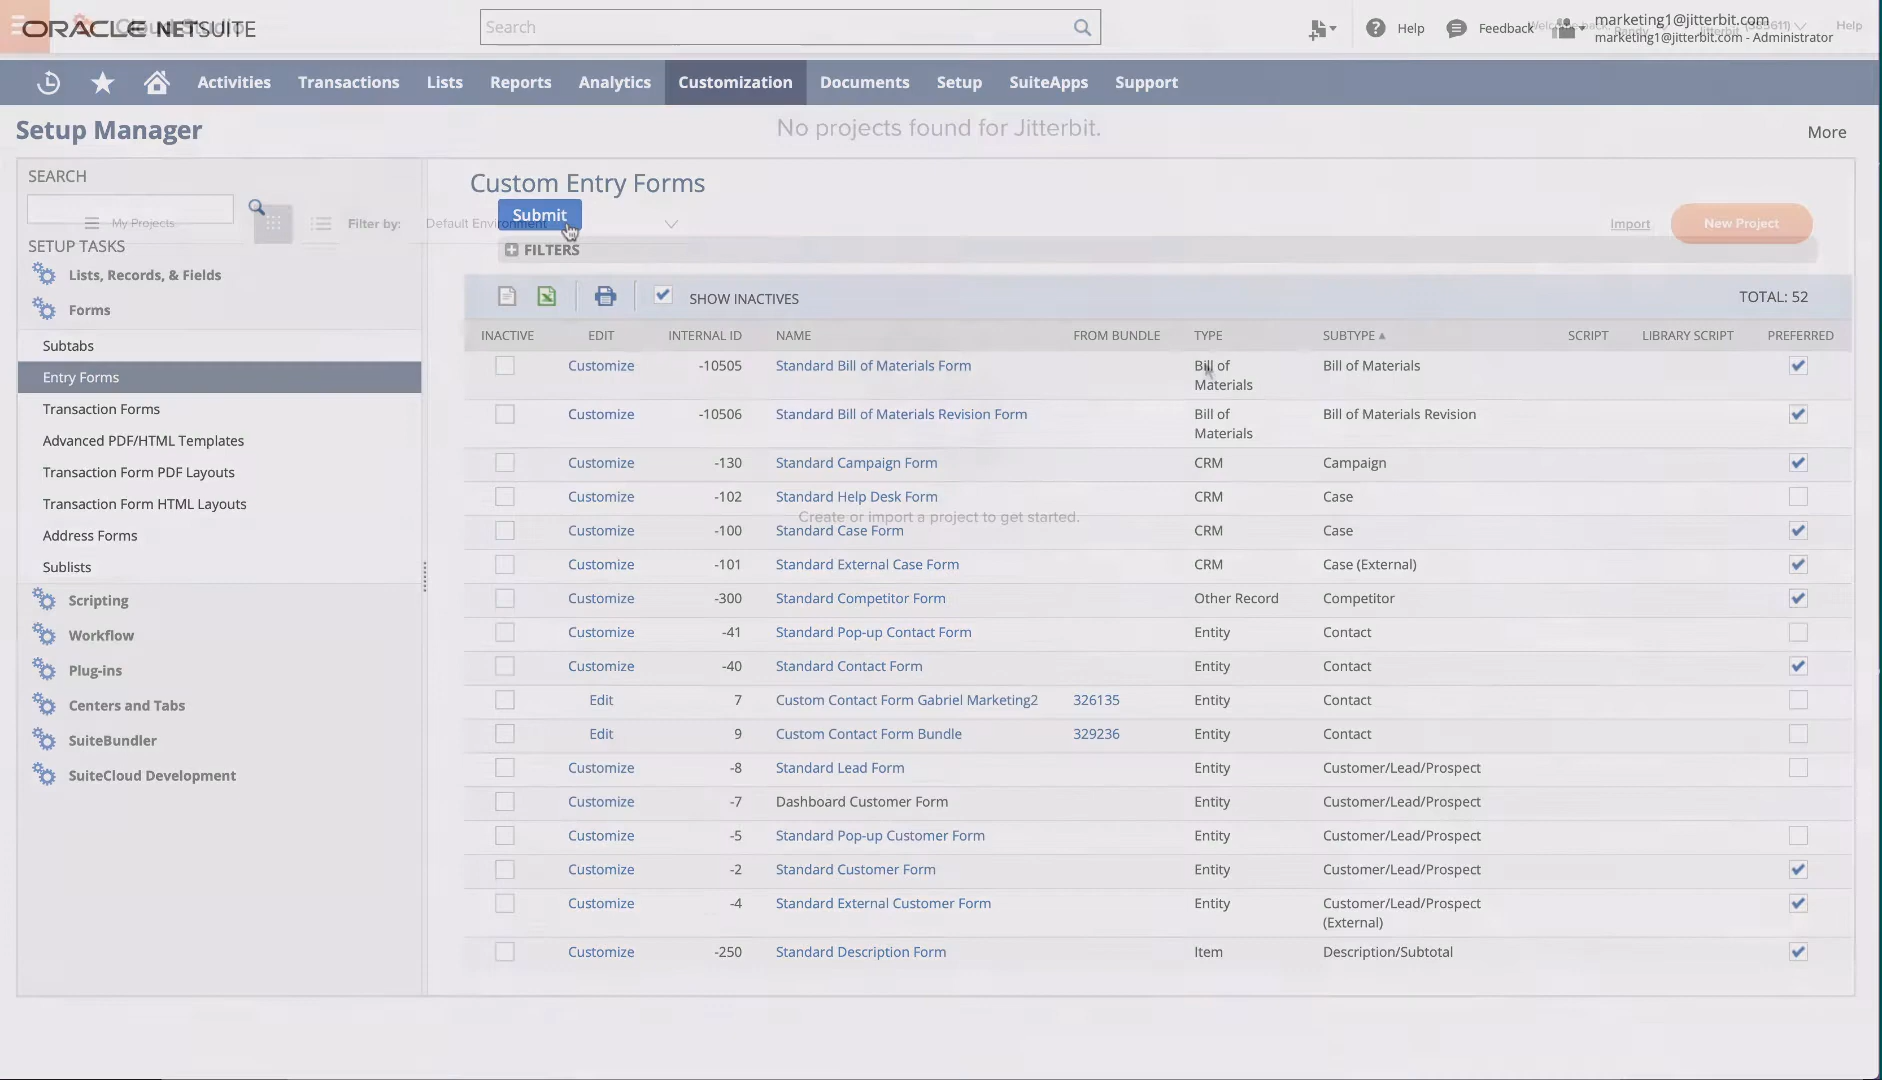 ORACLE NETSUITE
Cloud Studio
Search
Help
Feedback
marketing1@jitterbit.com
marketing1@jitterbit.com - Administrator
Welcome back,
Jitterbit
Help
Activities
Transactions
Lists
Reports
Analytics
Customization
Documents
Setup
SuiteApps
Support
Setup Manager
No projects found for Jitterbit.
More
SEARCH
My Projects
Filter by:
Default Environment
Import
New Project
SETUP TASKS
Lists, Records, & Fields
Forms
Subtabs
Entry Forms
Transaction Forms
Advanced PDF/HTML Templates
Transaction Form PDF Layouts
Transaction Form HTML Layouts
Address Forms
Sublists
Scripting
Workflow
Plug-ins
Centers and Tabs
SuiteBundler
SuiteCloud Development
Custom Entry Forms
Submit
FILTERS
SHOW INACTIVES TOTAL: 52
INACTIVE EDIT INTERNAL ID NAME FROM BUNDLE TYPE SUBTYPE SCRIPT LIBRARY SCRIPT PREFERRED
Customize -10505 Standard Bill of Materials Form Bill of Materials Bill of Materials
Customize -10506 Standard Bill of Materials Revision Form Bill of Materials Bill of Materials Revision
Customize -130 Standard Campaign Form CRM Campaign
Customize -102 Standard Help Desk Form CRM Case
Create or import a project to get started.
Customize -100 Standard Case Form CRM Case
Customize -101 Standard External Case Form CRM Case (External)
Customize -300 Standard Competitor Form Other Record Competitor
Customize -41 Standard Pop-up Contact Form Entity Contact
Customize -40 Standard Contact Form Entity Contact
Edit 7 Custom Contact Form Gabriel Marketing2 326135 Entity Contact
Edit 9 Custom Contact Form Bundle 329236 Entity Contact
Customize -8 Standard Lead Form Entity Customer/Lead/Prospect
Customize -7 Dashboard Customer Form Entity Customer/Lead/Prospect
Customize -5 Standard Pop-up Customer Form Entity Customer/Lead/Prospect
Customize -2 Standard Customer Form Entity Customer/Lead/Prospect
Customize -4 Standard External Customer Form Entity Customer/Lead/Prospect (External)
Customize -250 Standard Description Form Item Description/Subtotal